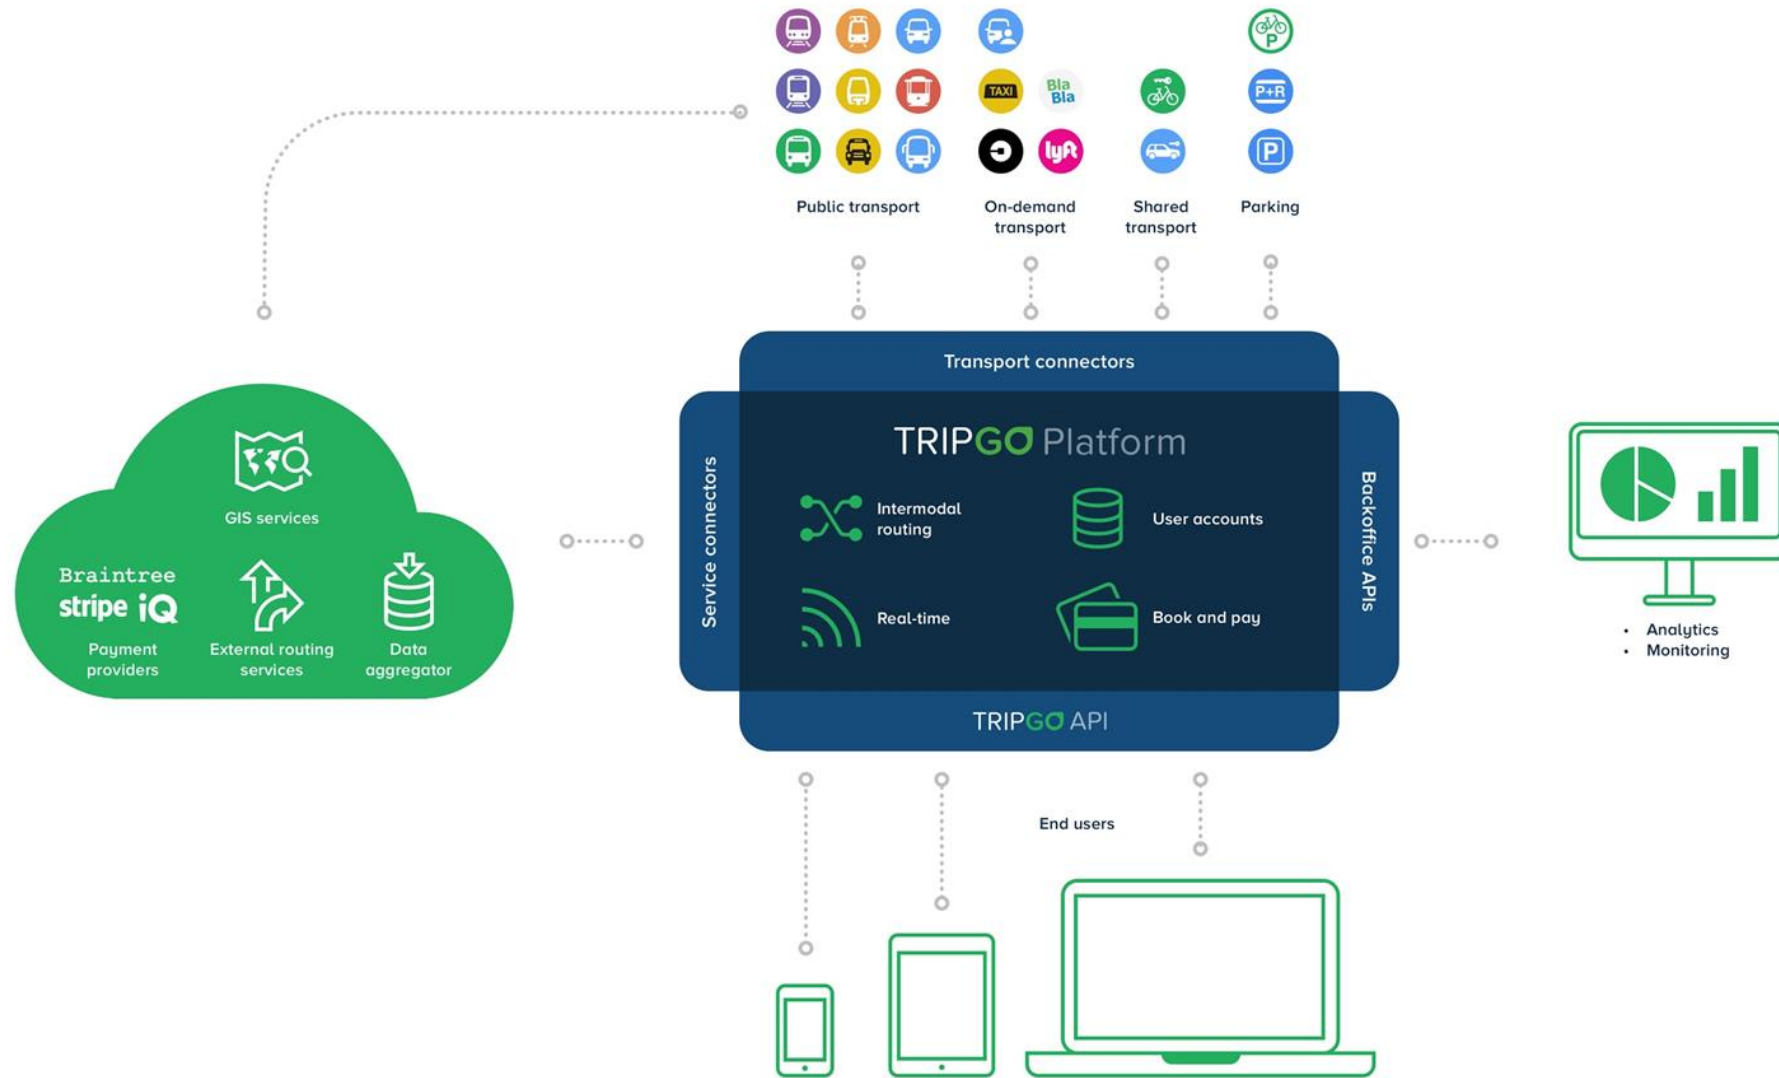 TAXI
Bla
Bla
lyft
P
P+R
P
Public transport
On-demand
transport
Shared
transport
Parking
Transport connectors
Service connectors
TRIPGO Platform
Intermodal
routing
User accounts
Real-time
Book and pay
Backoffice APIs
TRIPGO API
GIS services
Braintree
stripe iQ
Payment
providers
External routing
services
Data
aggregator
• Analytics
• Monitoring
End users